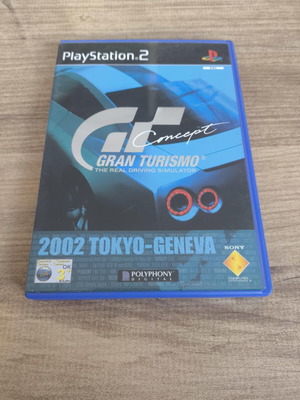 PlayStation®2
GT
Concept
GRAN TURISMO®
THE REAL DRIVING SIMULATOR
2002 TOKYO-GENEVA
SONY
POLYPHONY
DIGITAL